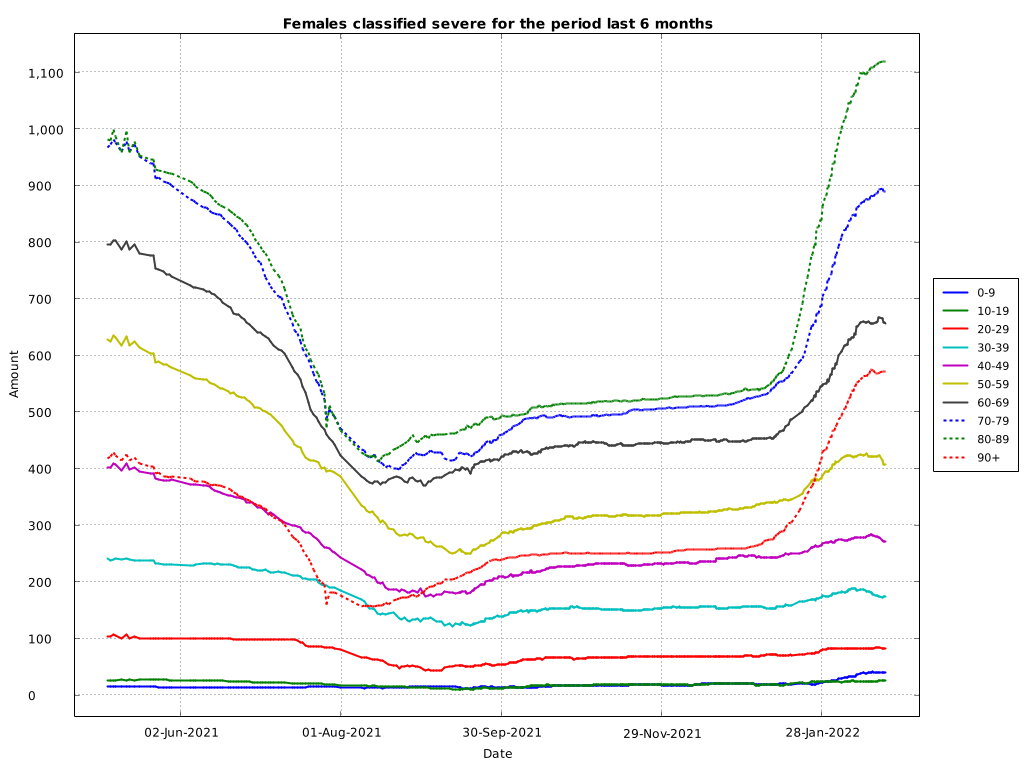 Females classified severe for the period last 6 months
1,100
1,000
900
800
700
600
500
400
300
200
100
0
Amount
02-Jun-2021
01-Aug-2021
30-Sep-2021
29-Nov-2021
28-Jan-2022
Date
0-9
10-19
20-29
30-39
40-49
50-59
60-69
70-79
80-89
90+